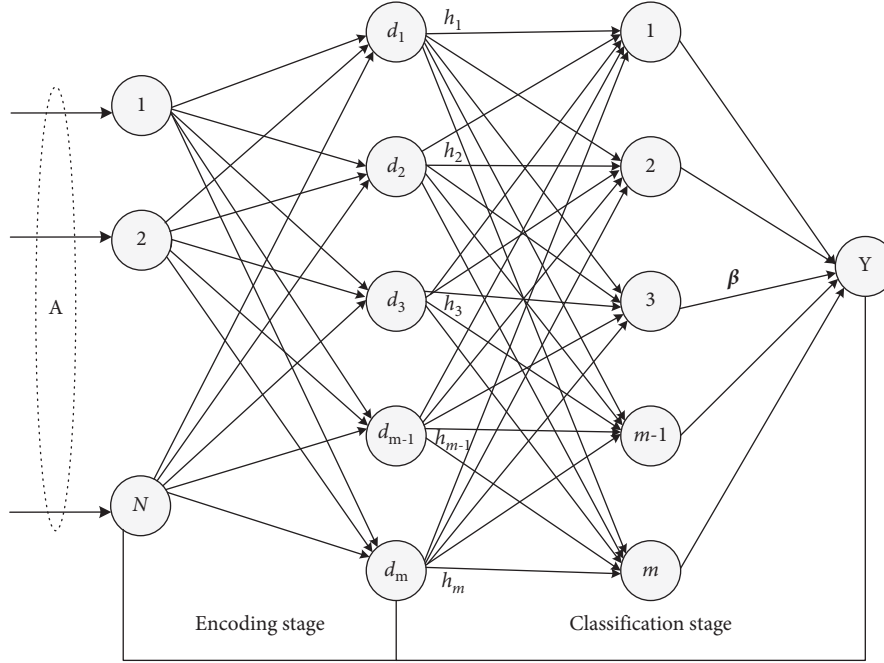 A
1
2
N
d1
d2
d3
dm-1
dm
h1
h2
h3
hm-1
hm
1
2
3
m-1
m
β
Y
Encoding stage
Classification stage